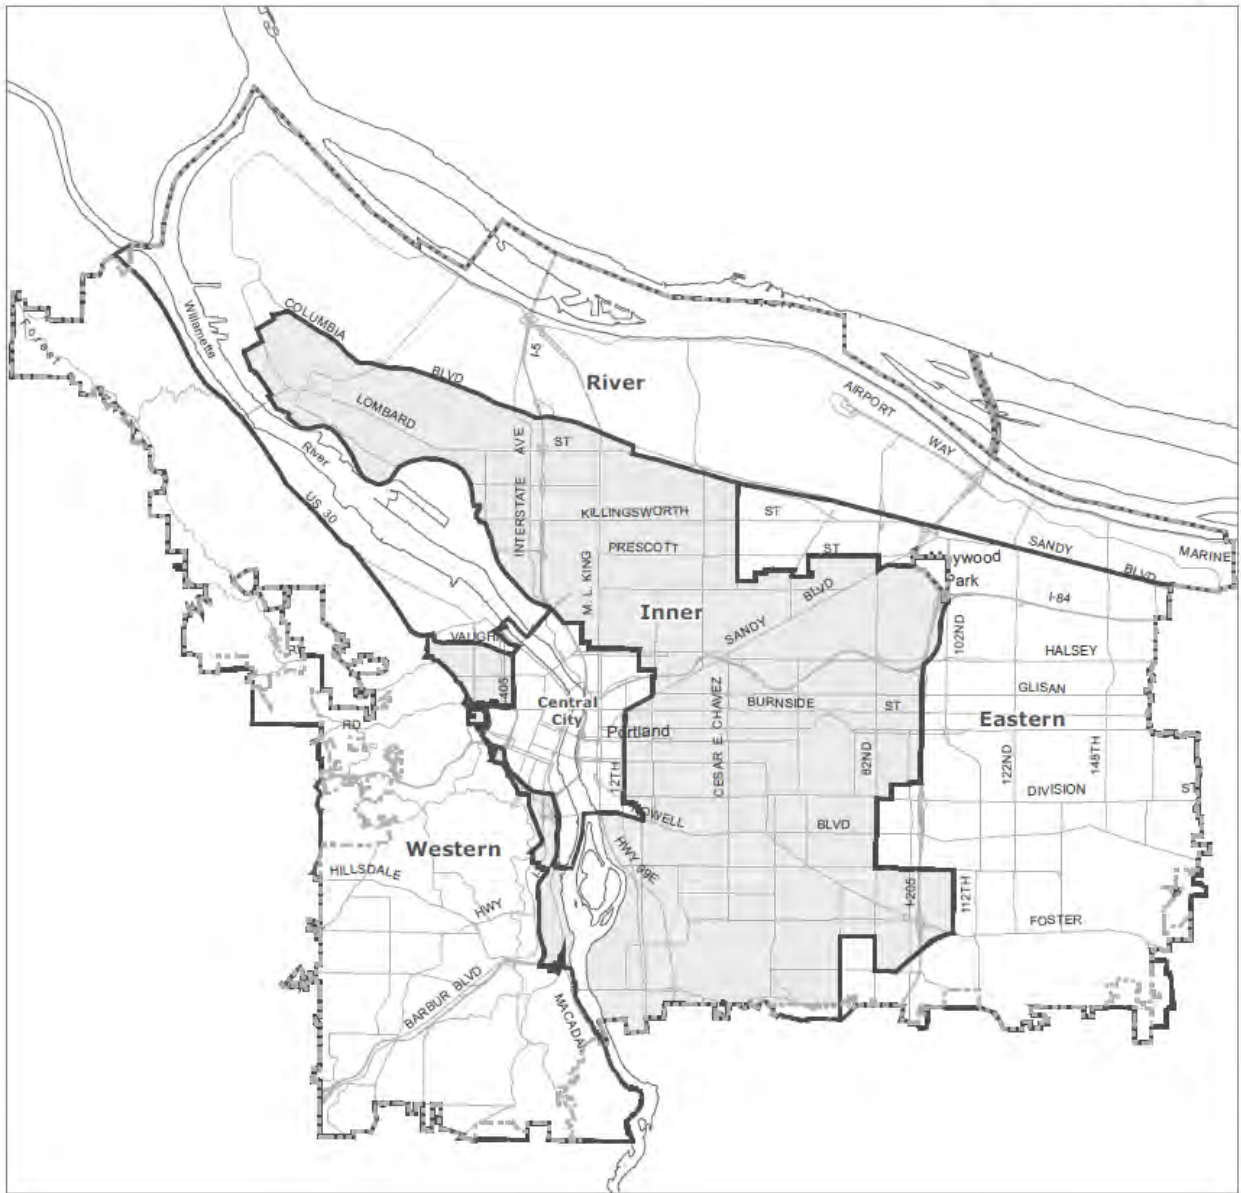 COLUMBIA
BLVD
Forest
Willamette
I-5
River
AIRPORT
WAY
LOMBARD
ST
INTERSTATE AVE
River
US 30
KILLINGSWORTH
ST
PRESCOTT
ST
SANDY
BLVD
MARINE
ywood
Park
I-84
M. L. KING
Inner
SANDY
BLVD
VAUGHN
102ND
HALSEY
GLISAN
I-405
Central
City
CESAR E. CHAVEZ
BURNSIDE
ST
Eastern
RD
Portland
12TH
82ND
122ND
148TH
DIVISION
ST
POWELL
BLVD
Western
HILLSDALE
HWY
HWY 99E
I-205
112TH
FOSTER
BARBUR BLVD
MACADA